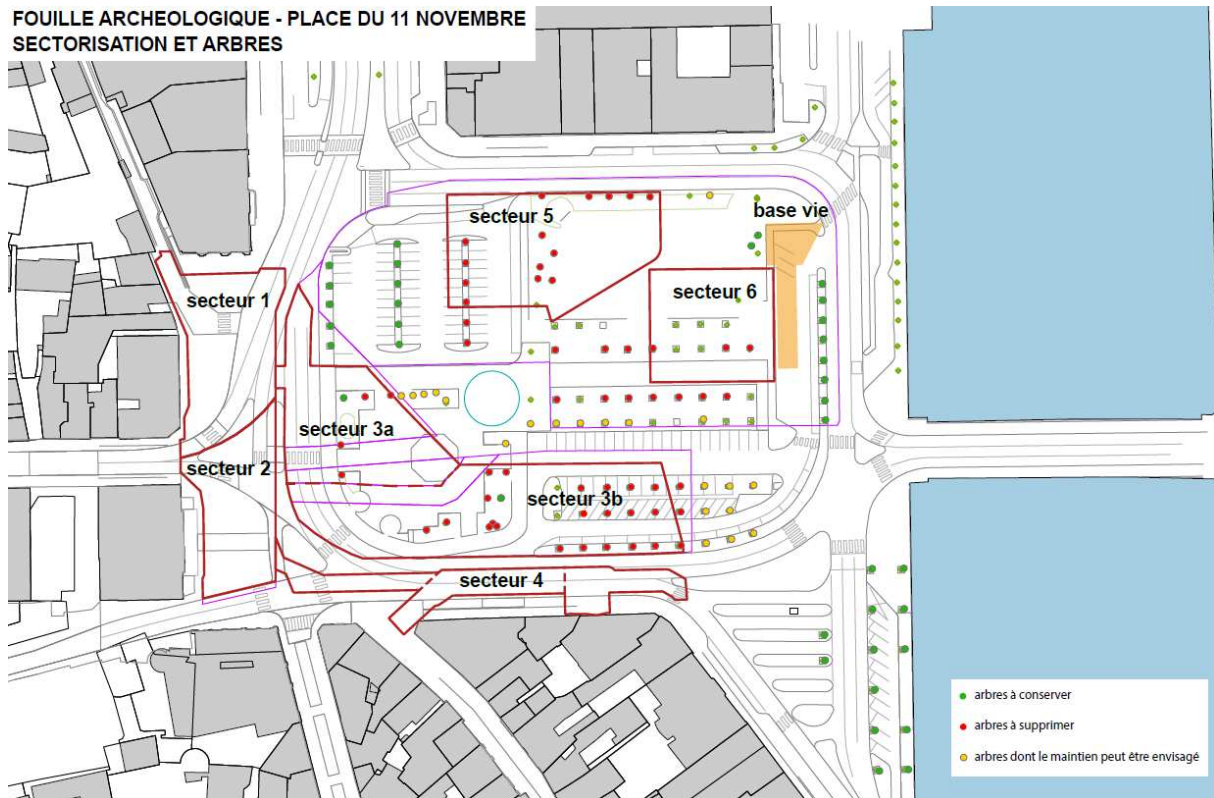 FOUILLE ARCHEOLOGIQUE - PLACE DU 11 NOVEMBRE
SECTORISATION ET ARBRES
secteur 5
base vie
secteur 1
secteur 6
secteur 3a
secteur 2
secteur 3b
secteur 4
arbres à conserver
arbres à supprimer
arbres dont le maintien peut être envisagé